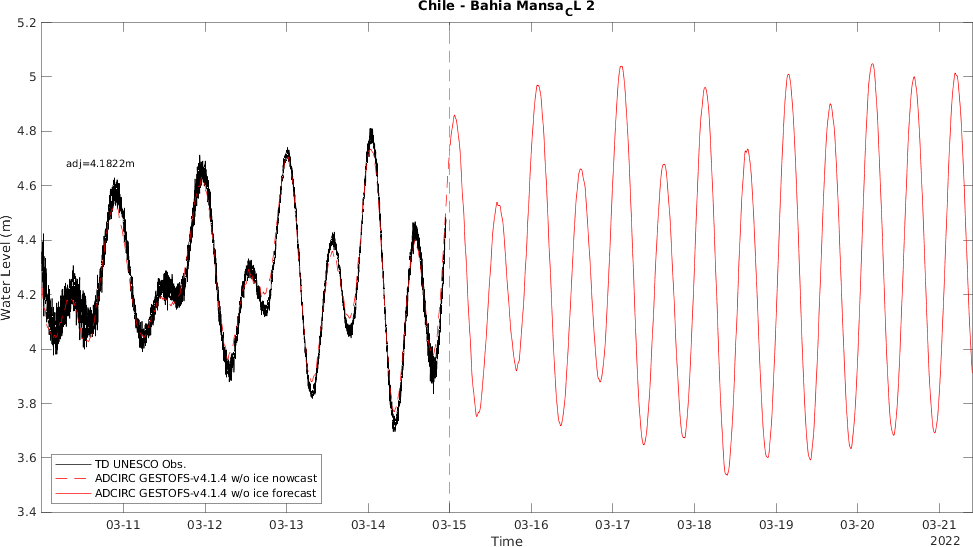 Chile - Bahia Mansa_CL 2
5.2
5
4.8
4.6
4.4
4.2
4
3.8
3.6
3.4
Water Level (m)
adj=4.1822m
TD UNESCO Obs.
ADCIRC GESTOFS-v4.1.4 w/o ice nowcast
ADCIRC GESTOFS-v4.1.4 w/o ice forecast
03-11 03-12 03-13 03-14 03-15 03-16 03-17 03-18 03-19 03-20 03-21
Time
2022